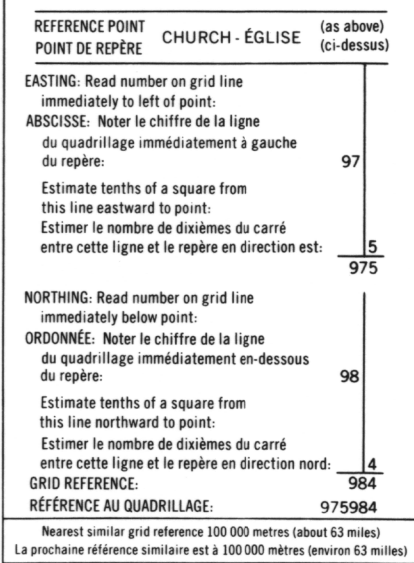 REFERENCE POINT CHURCH - ÉGLISE (as above)
POINT DE REPÈRE (ci-dessus)
EASTING: Read number on grid line
immediately to left of point:
ABSCISSE: Noter le chiffre de la ligne
du quadrillage immédiatement à gauche
du repère: 97
Estimate tenths of a square from
this line eastward to point:
Estimer le nombre de dixièmes du carré
entre cette ligne et le repère en direction est: 5
975
NORTHING: Read number on grid line
immediately below point:
ORDONNÉE: Noter le chiffre de la ligne
du quadrillage immédiatement en-dessous
du repère: 98
Estimate tenths of a square from
this line northward to point:
Estimer le nombre de dixièmes du carré
entre cette ligne et le repère en direction nord: 4
GRID REFERENCE: 984
RÉFÉRENCE AU QUADRILLAGE: 975984
Nearest similar grid reference 100 000 metres (about 63 miles)
La prochaine référence similaire est à 100 000 mètres (environ 63 milles)